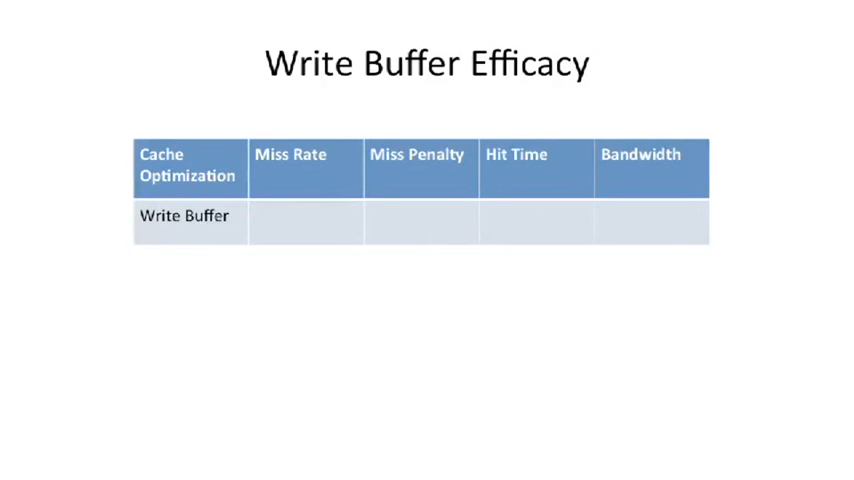 Write Buffer Efficacy
Cache Optimization
Miss Rate
Miss Penalty
Hit Time
Bandwidth
Write Buffer